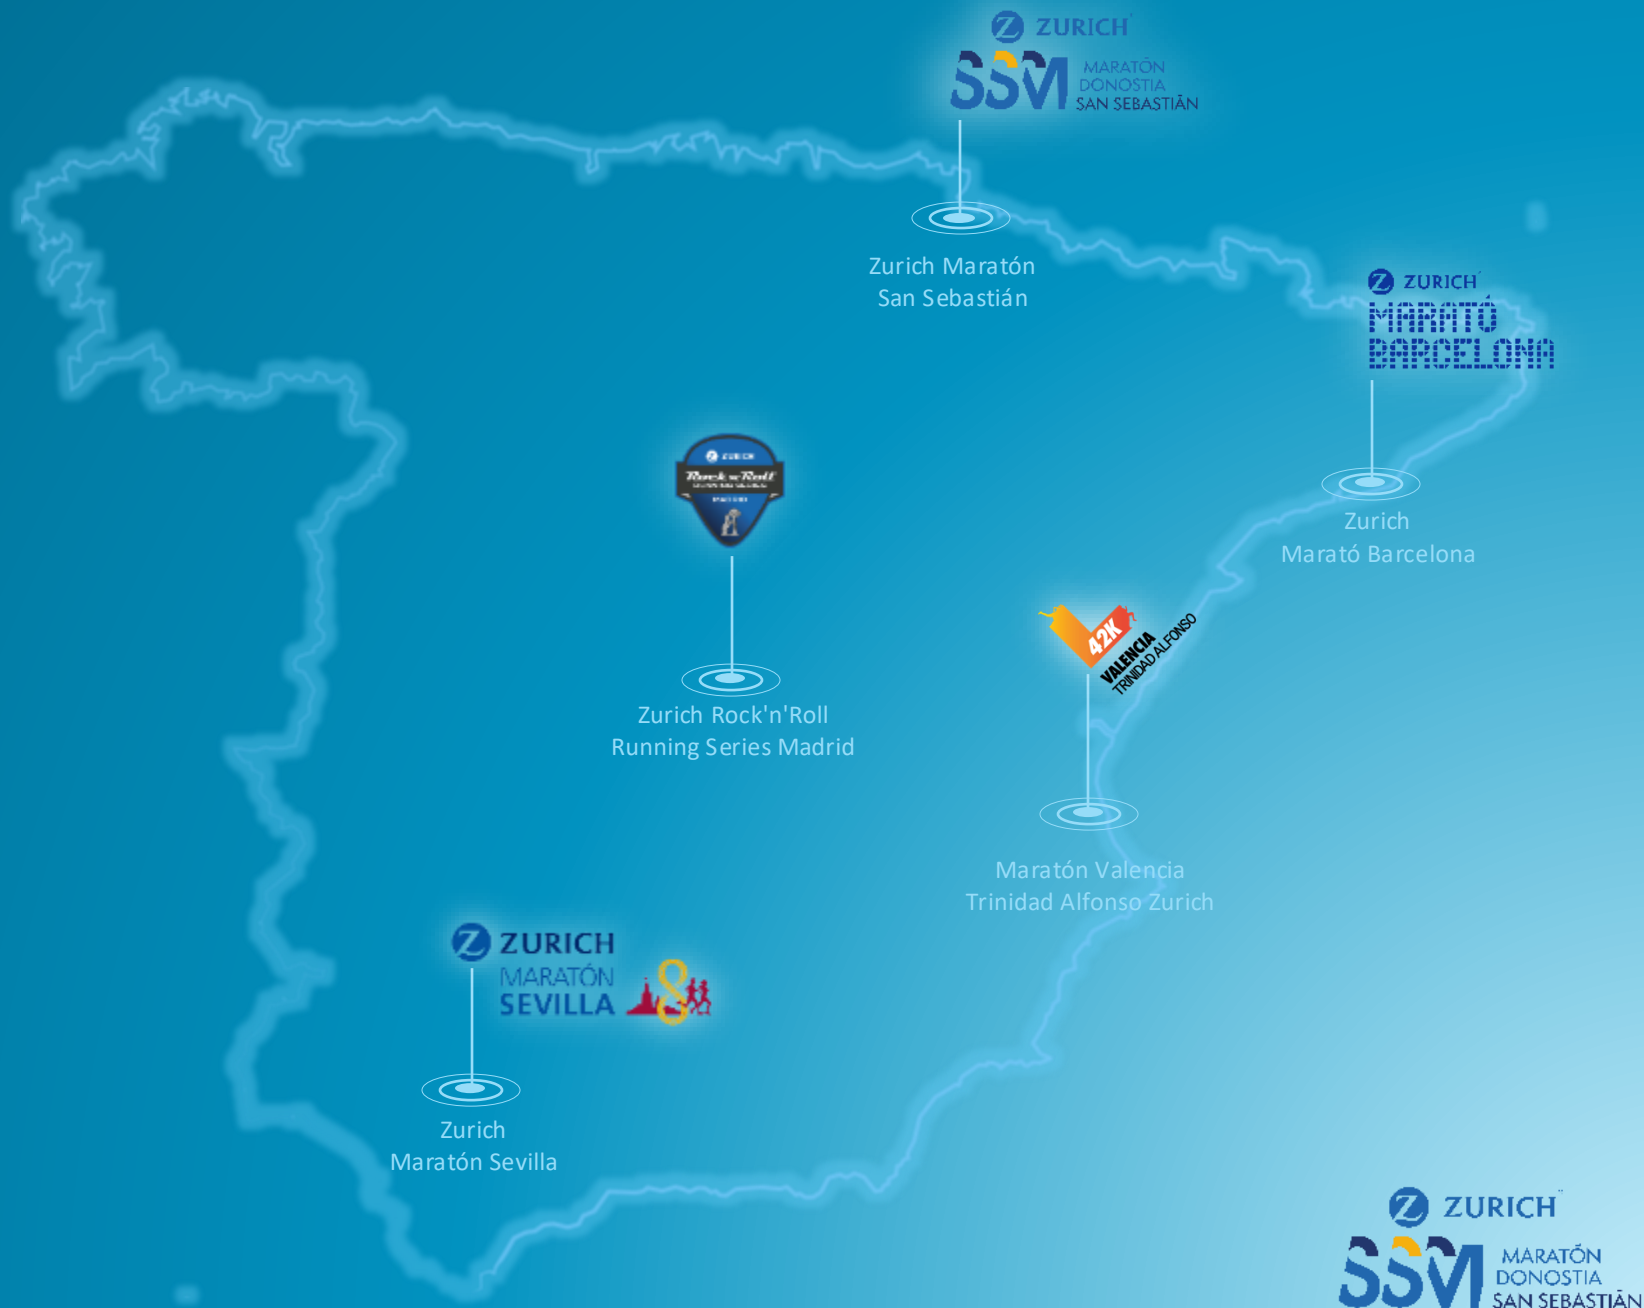 ZURICH
SSM
MARATÓN
DONOSTIA
SAN SEBASTIÁN
Zurich Maratón
San Sebastián
ZURICH
MARATÓ
BARCELONA
Zurich
Marató Barcelona
ZURICH
Rock'n'Roll
Zurich Rock'n'Roll
Running Series Madrid
42K
VALENCIA
TRINIDAD ALFONSO
Maratón Valencia
Trinidad Alfonso Zurich
ZURICH
MARATÓN
SEVILLA
8
Zurich
Maratón Sevilla
ZURICH
SSM
MARATÓN
DONOSTIA
SAN SEBASTIÁN